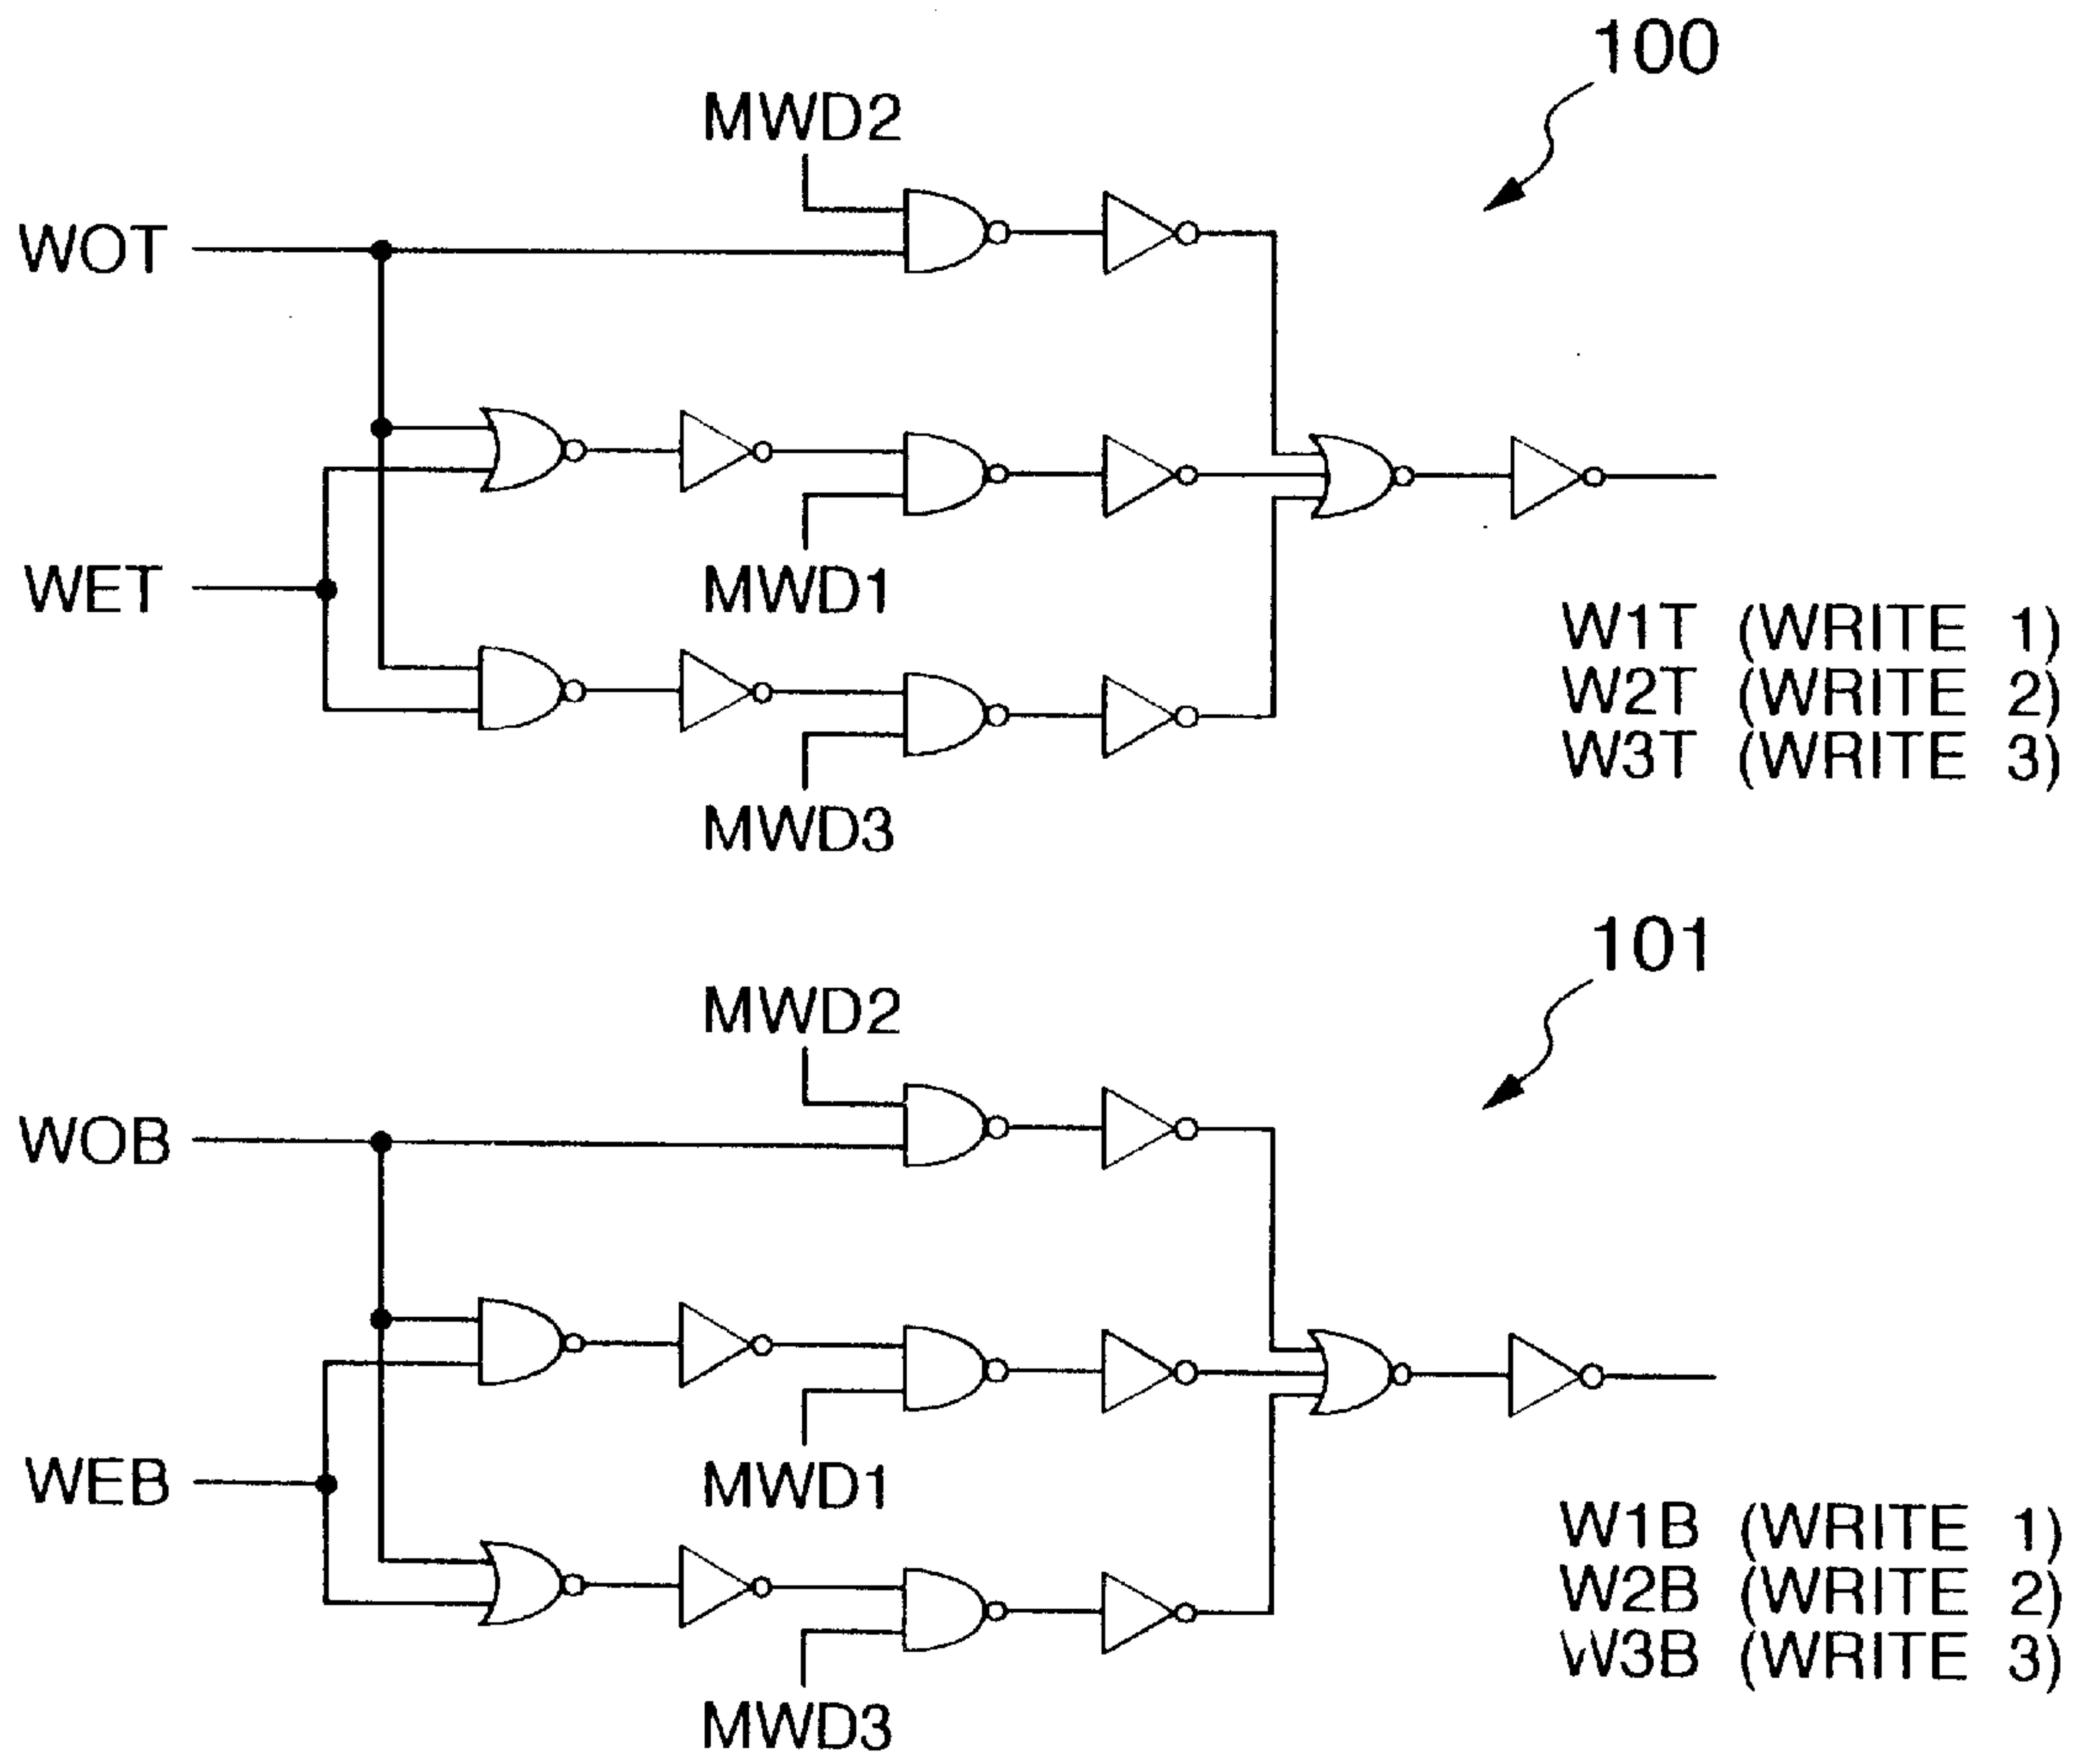 100
MWD2
WOT
MWD1
WET
W1T (WRITE 1)
W2T (WRITE 2)
W3T (WRITE 3)
MWD3
101
MWD2
WOB
MWD1
WEB
W1B (WRITE 1)
W2B (WRITE 2)
W3B (WRITE 3)
MWD3